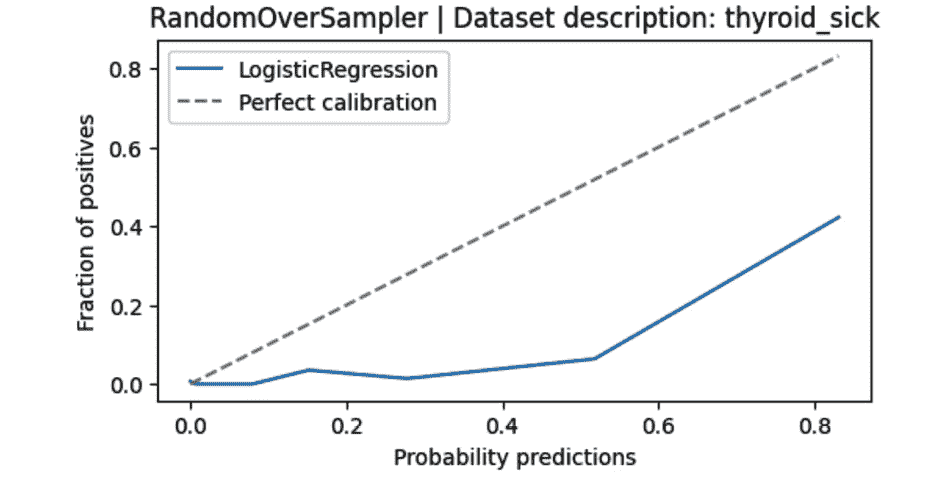 RandomOverSampler | Dataset description: thyroid_sick
LogisticRegression
Perfect calibration
Fraction of positives
0.8
0.6
0.4
0.2
0.0
0.0 0.2 0.4 0.6 0.8
Probability predictions